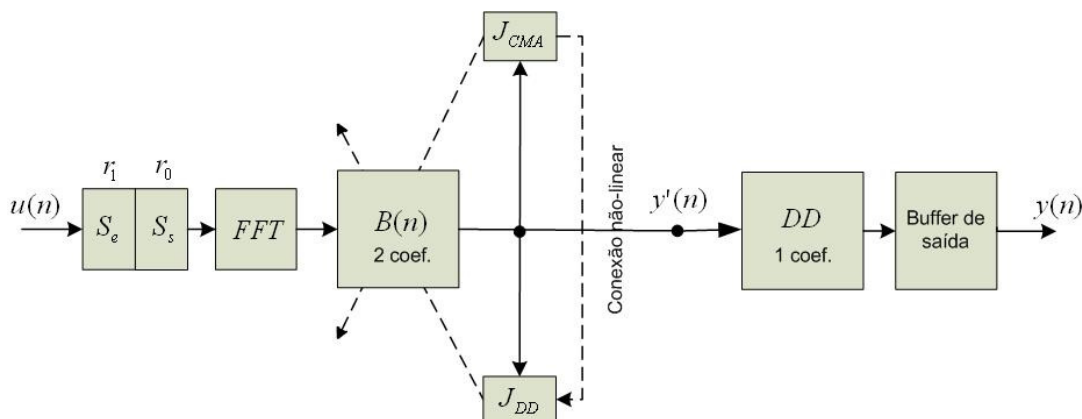 J_CMA
r_1
r_0
u(n)
S_e
S_s
FFT
B(n)
2 coef.
Conexão não-linear
y'(n)
DD
1 coef.
Buffer de
saída
y(n)
J_DD